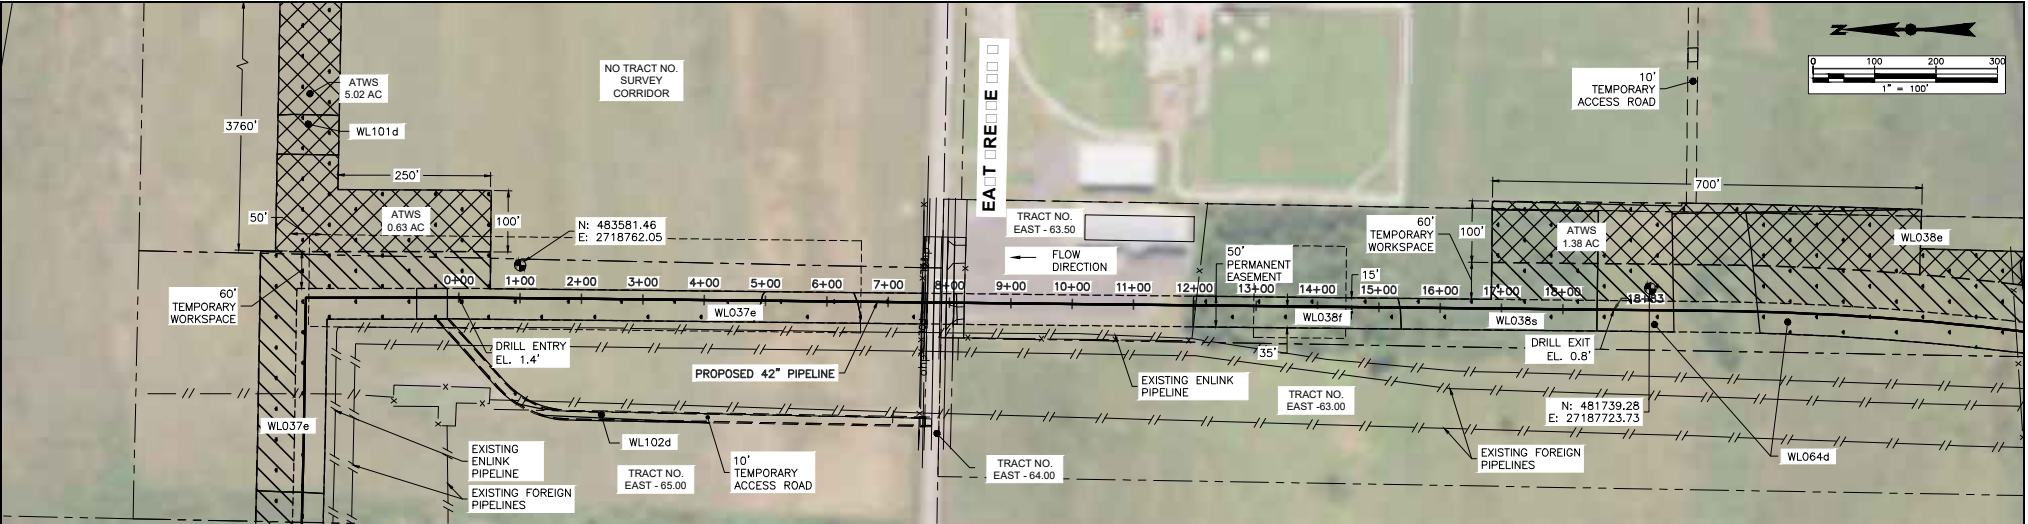 NO TRACT NO.
SURVEY
CORRIDOR
ATWS
5.02 AC
3760'
WL101d
250'
50'
ATWS
0.63 AC
100'
N: 483581.46
E: 2718762.05
60'
TEMPORARY
WORKSPACE
0+00
1+00
2+00
3+00
4+00
5+00
6+00
7+00
8+00
9+00
10+00
11+00
12+00
13+00
14+00
15+00
16+00
17+00
18+00
18+83
WL037e
DRILL ENTRY
EL. 1.4'
PROPOSED 42" PIPELINE
WL037e
EXISTING
ENLINK
PIPELINE
EXISTING FOREIGN
PIPELINES
WL102d
TRACT NO.
EAST - 65.00
10'
TEMPORARY
ACCESS ROAD
TRACT NO.
EAST - 64.00
TRACT NO.
EAST - 63.50
FLOW
DIRECTION
50'
PERMANENT
EASEMENT
15'
WL038f
35'
EXISTING ENLINK
PIPELINE
TRACT NO.
EAST -63.00
60'
TEMPORARY
WORKSPACE
100'
700'
ATWS
1.38 AC
WL038e
WL038s
DRILL EXIT
EL. 0.8'
N: 481739.28
E: 27187723.73
EXISTING FOREIGN
PIPELINES
WL064d
10'
TEMPORARY
ACCESS ROAD
N
0 100 200 300
1" = 100'